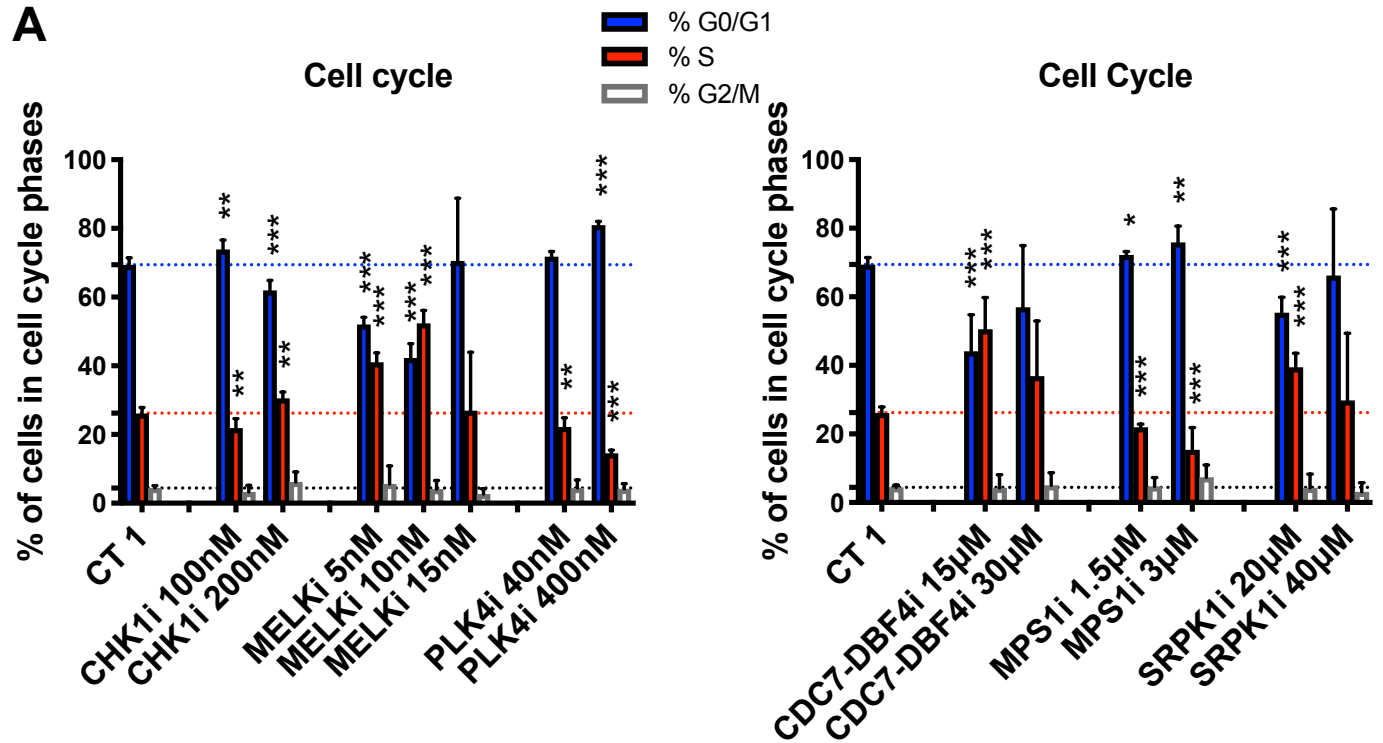 A
% G0/G1
% S
% G2/M
Cell cycle
% of cells in cell cycle phases
100
80
60
40
20
0
**
**
***
**
***
***
***
***
**
***
***
CT 1
CHK1i 100nM
CHK1i 200nM
MELKi 5nM
MELKi 10nM
MELKi 15nM
PLK4i 40nM
PLK4i 400nM
Cell Cycle
% of cells in cell cycle phases
100
80
60
40
20
0
***
***
*
***
**
***
***
***
CT 1
CDC7-DBF4i 15µM
CDC7-DBF4i 30µM
MPS1i 1.5µM
MPS1i 3µM
SRPK1i 20µM
SRPK1i 40µM